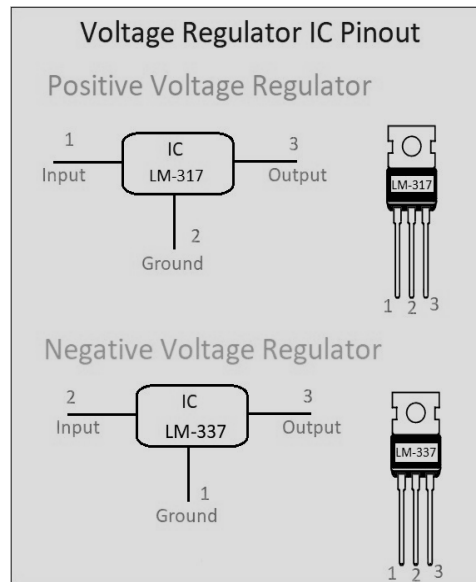 Voltage Regulator IC Pinout
Positive Voltage Regulator
1
IC
3
Input
LM-317
Output
2
Ground
LM-317
1 2 3
Negative Voltage Regulator
2
IC
3
Input
LM-337
Output
1
Ground
LM-337
1 2 3